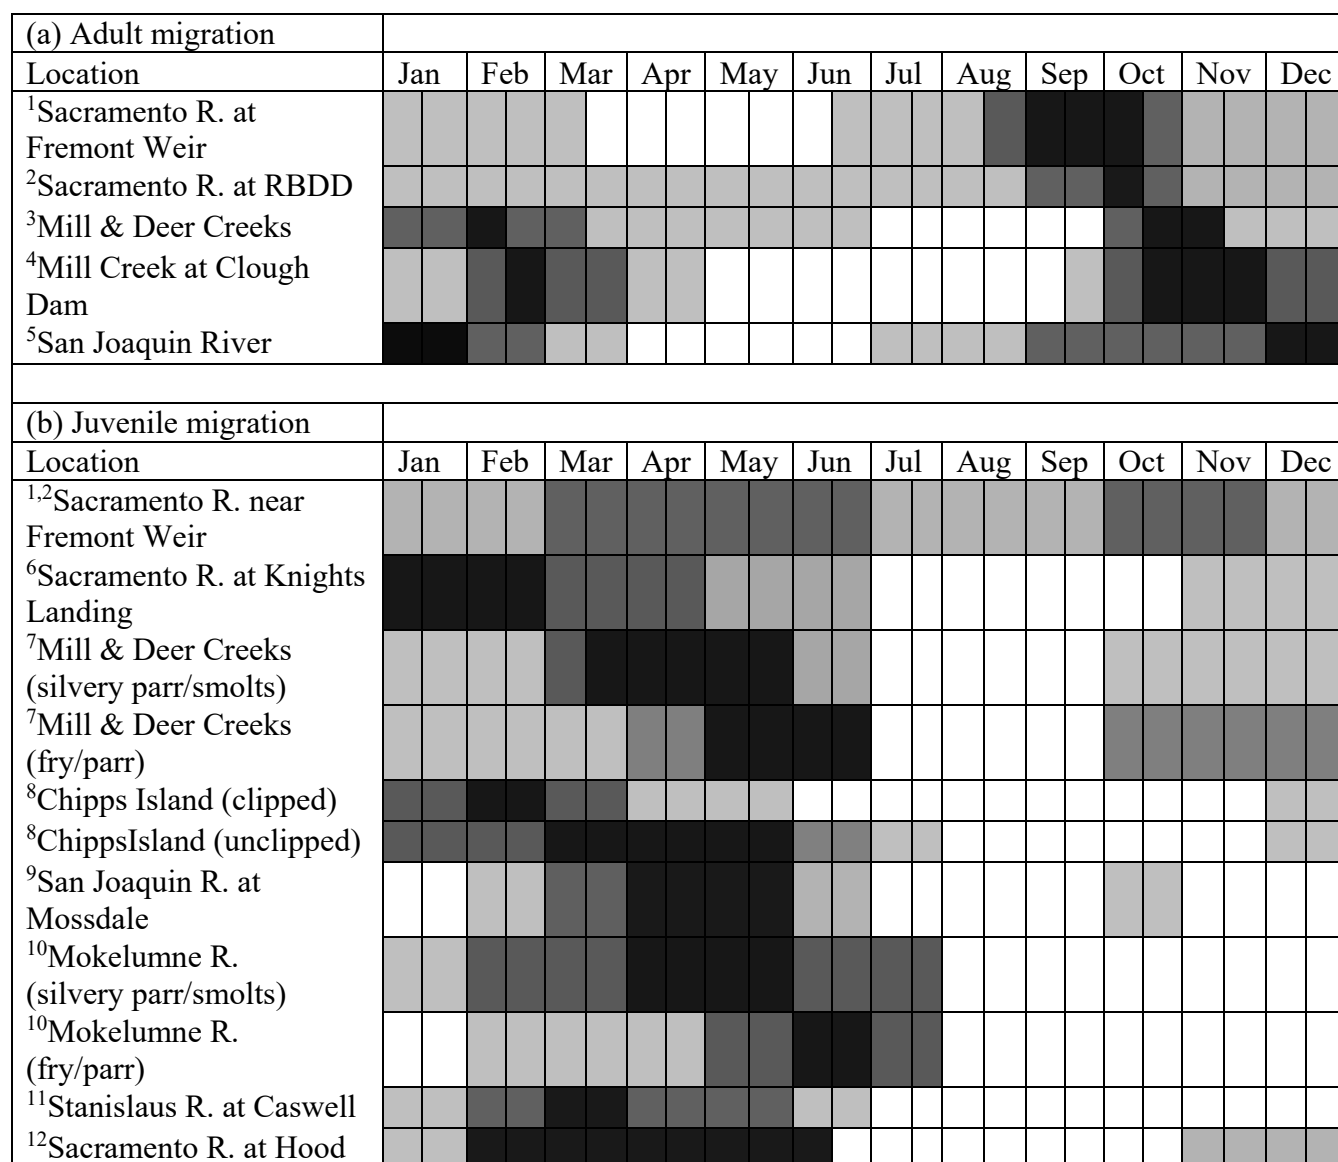 (a) Adult migration
Location Jan Feb Mar Apr May Jun Jul Aug Sep Oct Nov Dec
1Sacramento R. at
Fremont Weir
2Sacramento R. at RBDD
3Mill & Deer Creeks
4Mill Creek at Clough
Dam
5San Joaquin River
(b) Juvenile migration
Location Jan Feb Mar Apr May Jun Jul Aug Sep Oct Nov Dec
1,2Sacramento R. near
Fremont Weir
6Sacramento R. at Knights
Landing
7Mill & Deer Creeks
(silvery parr/smolts)
7Mill & Deer Creeks
(fry/parr)
8Chipps Island (clipped)
8ChippsIsland (unclipped)
9San Joaquin R. at
Mossdale
10Mokelumne R.
(silvery parr/smolts)
10Mokelumne R.
(fry/parr)
11Stanislaus R. at Caswell
12Sacramento R. at Hood